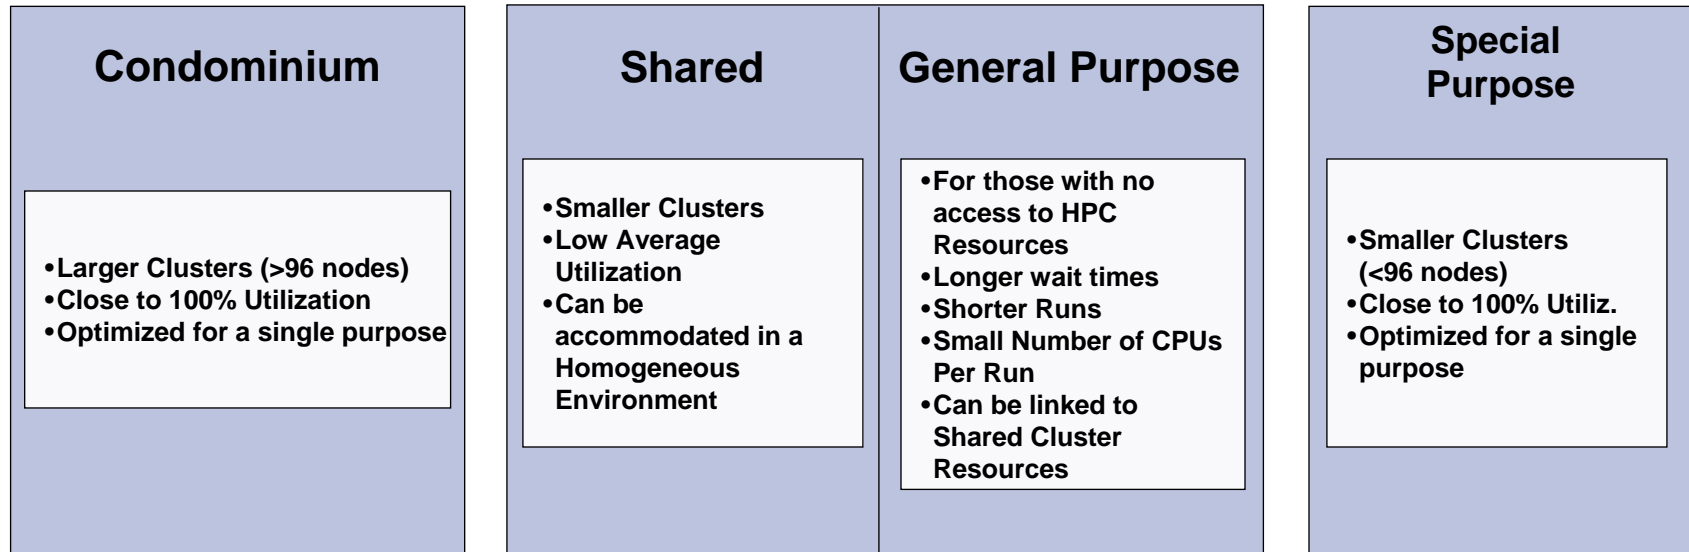 Condominium
•Larger Clusters (>96 nodes)
•Close to 100% Utilization
•Optimized for a single purpose
Shared
•Smaller Clusters
•Low Average
Utilization
•Can be
accommodated in a
Homogeneous
Environment
General Purpose
•For those with no
access to HPC
Resources
•Longer wait times
•Shorter Runs
•Small Number of CPUs
Per Run
•Can be linked to
Shared Cluster
Resources
Special
Purpose
•Smaller Clusters
(<96 nodes)
•Close to 100% Utiliz.
•Optimized for a single
purpose